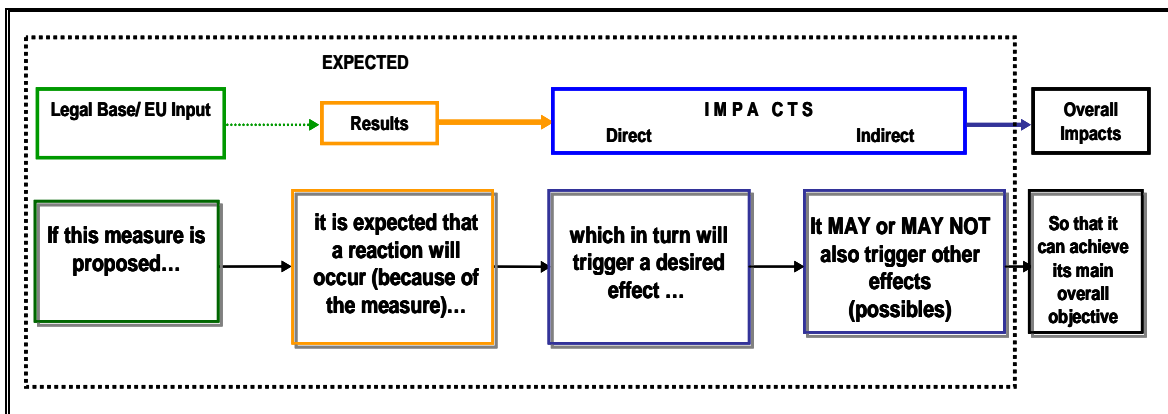 EXPECTED
Legal Base/ EU Input
Results
I M P A C T S
Direct Indirect
Overall
Impacts
If this measure is
proposed…
it is expected that
a reaction will
occur (because of
the measure)…
which in turn will
trigger a desired
effect …
It MAY or MAY NOT
also trigger other
effects
(possibles)
So that it
can achieve
its main
overall
objective